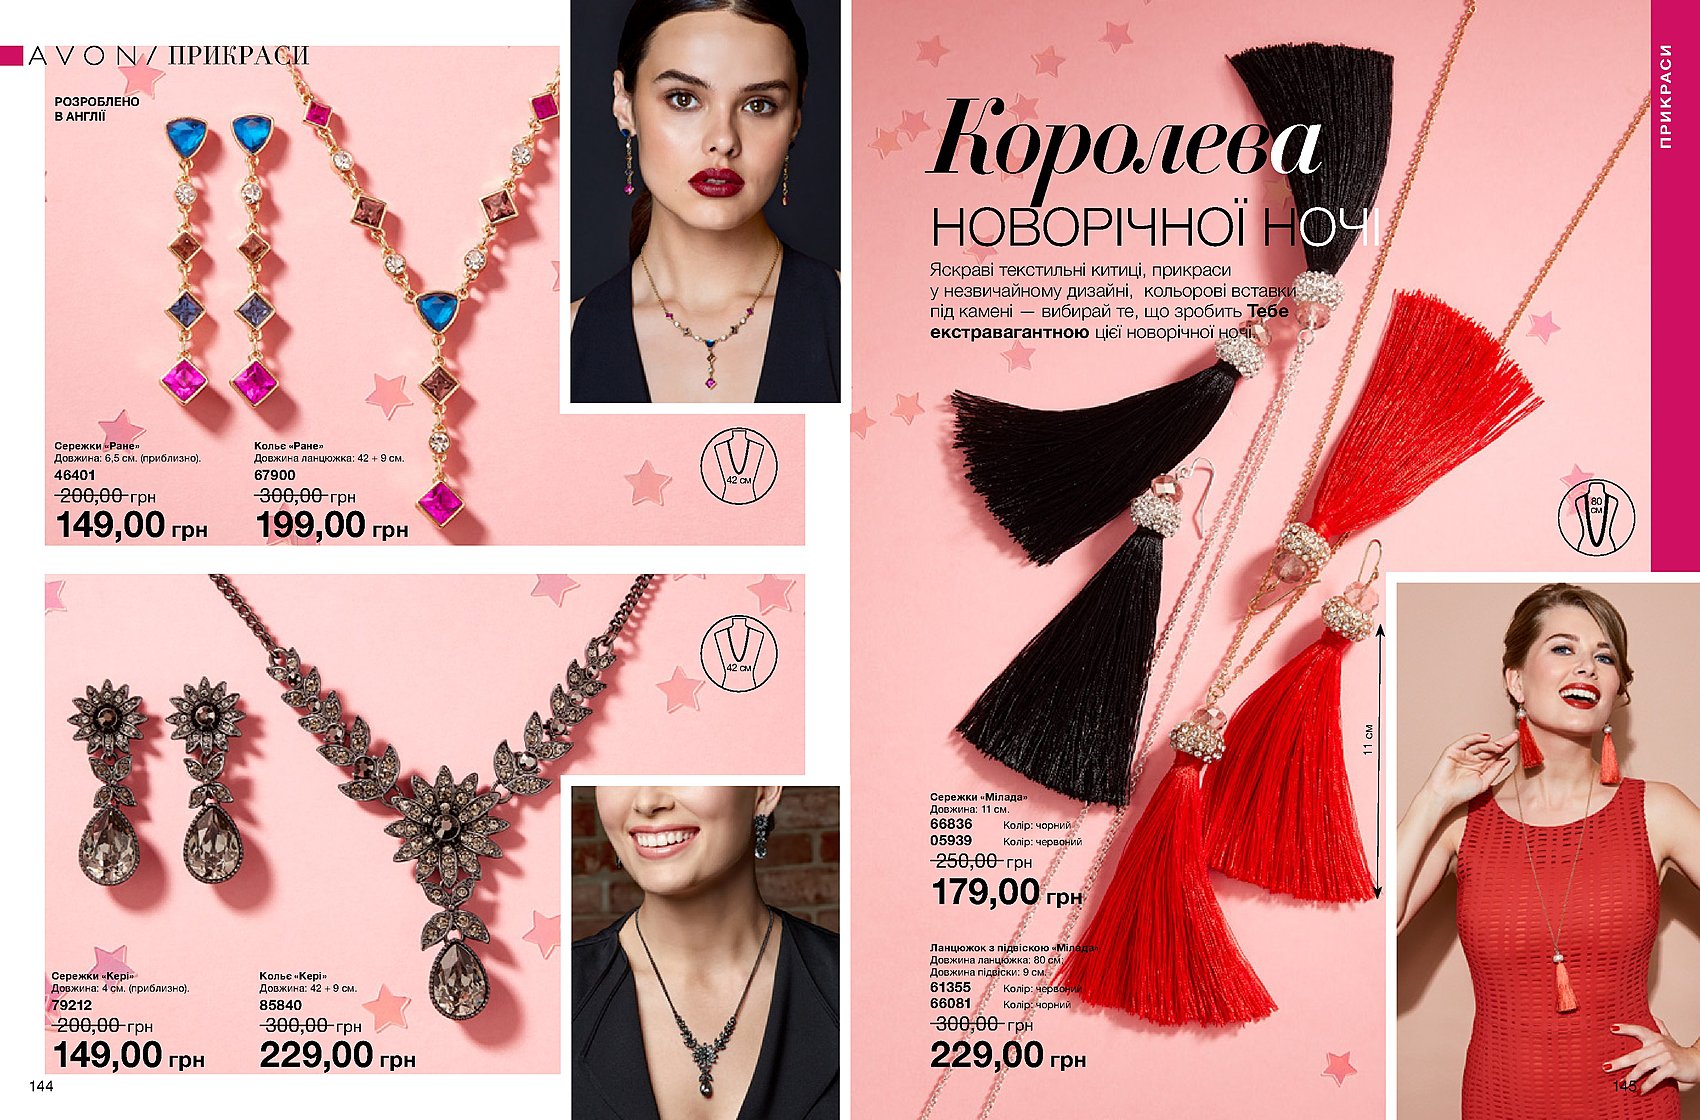 AVON/ ПРИКРАСИ
РОЗРОБЛЕНО
В АНГЛІЇ
Сережки «Ране»
Довжина: 6,5 см. (приблизно).
46401
200,00 грн
149,00 грн
Кольє «Ране»
Довжина ланцюжка: 42 + 9 см.
67900
300,00 грн
199,00 грн
42 см
42 см
Сережки «Кері»
Довжина: 4 см. (приблизно).
79212
200,00 грн
149,00 грн
Кольє «Кері»
Довжина: 42 + 9 см.
85840
300,00 грн
229,00 грн
144
ПРИКРАСИ
Королева
НОВОРІЧНОЇ НОЧІ
Яскраві текстильні китиці, прикраси
у незвичайному дизайні, кольорові вставки
під камені — вибирай те, що зробить Тебе
екстравагантною цієї новорічної ночі.
80
см
11 см
Сережки «Мілада»
Довжина: 11 см.
66836 Колір: чорний
05939 Колір: червоний
250,00 грн
179,00 грн
Ланцюжок з підвіскою «Мілада»
Довжина ланцюжка: 80 см.
Довжина підвіски: 9 см.
61355 Колір: червоний
66081 Колір: чорний
300,00 грн
229,00 грн
145